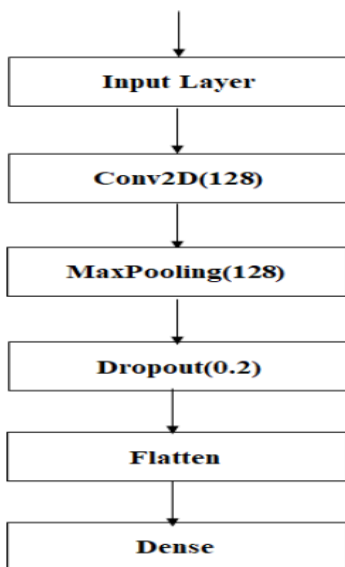 Input Layer
Conv2D(128)
MaxPooling(128)
Dropout(0.2)
Flatten
Dense